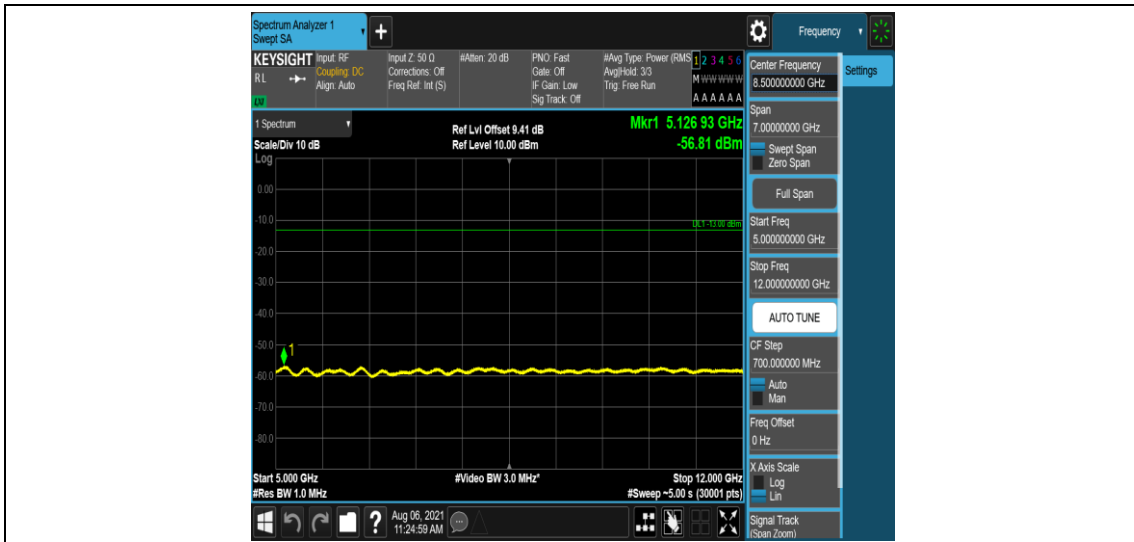 Spectrum Analyzer 1
Swept SA
+
Frequency
KEYSIGHT
RL
LM
Input: RF
Coupling: DC
Align: Auto
Input Z: 50 Ω
Corrections: Off
Freq Ref: Int (S)
#Atten: 20 dB
PNO: Fast
Gate: Off
IF Gain: Low
Sig Track: Off
#Avg Type: Power (RMS
Avg|Hold: 3/3
Trig: Free Run
1 2 3 4 5 6
M W W W W W
A A A A A A
1 Spectrum
Scale/Div 10 dB
Ref Lvl Offset 9.41 dB
Ref Level 10.00 dBm
Mkr1 5.126 93 GHz
-56.81 dBm
Log
0.00
-10.0
DL1 -13.00 dBm
-20.0
-30.0
-40.0
-50.0
1
-60.0
-70.0
-80.0
Start 5.000 GHz
#Video BW 3.0 MHz*
Stop 12.000 GHz
#Res BW 1.0 MHz
#Sweep ~5.00 s (30001 pts)
?
Aug 06, 2021
11:24:59 AM
Center Frequency
8.500000000 GHz
Settings
Span
7.00000000 GHz
Swept Span
Zero Span
Full Span
Start Freq
5.000000000 GHz
Stop Freq
12.000000000 GHz
AUTO TUNE
CF Step
700.000000 MHz
Auto
Man
Freq Offset
0 Hz
X Axis Scale
Log
Lin
Signal Track
(Span Zoom)